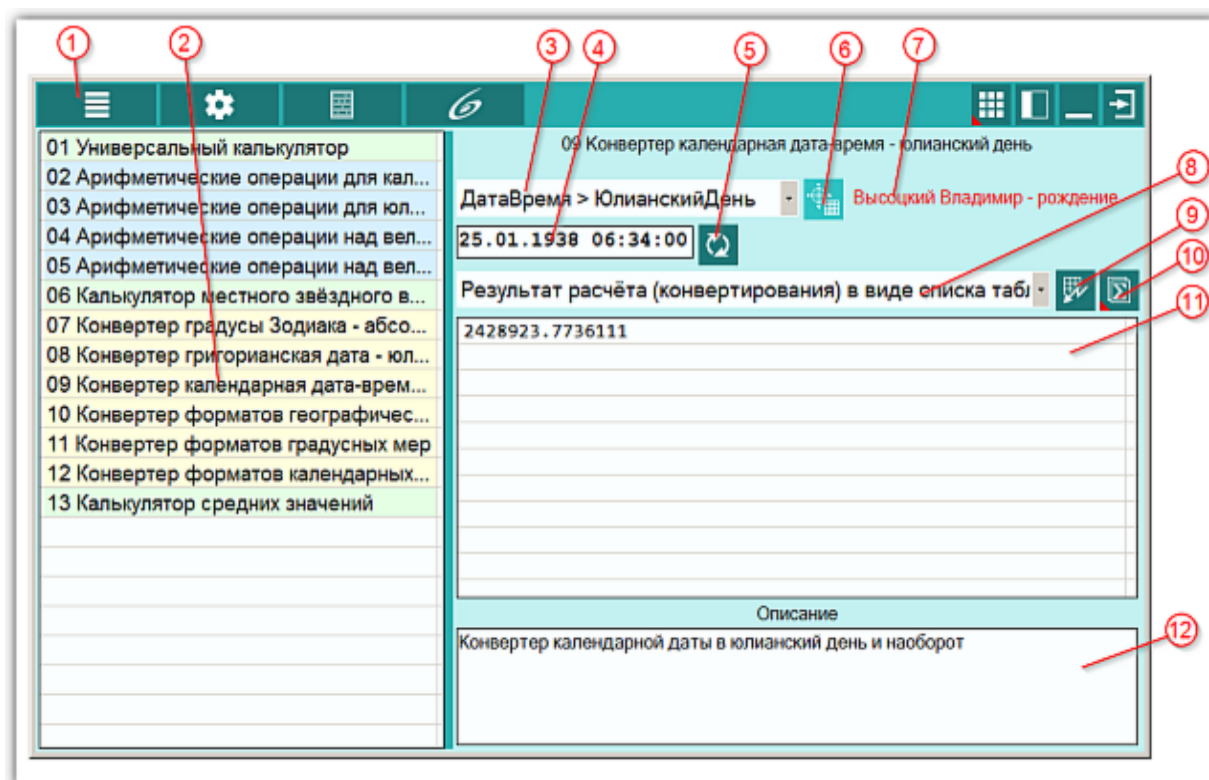 1 2 3 4 5 6 7
09 Конвертер календарная дата-время - юлианский день
01 Универсальный калькулятор
02 Арифметические операции для кал...
03 Арифметические операции для юл...
04 Арифметические операции над вел...
05 Арифметические операции над вел...
06 Калькулятор местного звёздного в...
07 Конвертер градусы Зодиака - абсо...
08 Конвертер григорианская дата - юл...
09 Конвертер календарная дата-врем...
10 Конвертер форматов географичес...
11 Конвертер форматов градусных мер
12 Конвертер форматов календарных...
13 Калькулятор средних значений
ДатаВремя > ЮлианскийДень
Высоцкий Владимир - рождение
8
25.01.1938 06:34:00
9
Результат расчёта (конвертирования) в виде списка табл
10
11
2428923.7736111
Описание
Конвертер календарной даты в юлианский день и наоборот
12